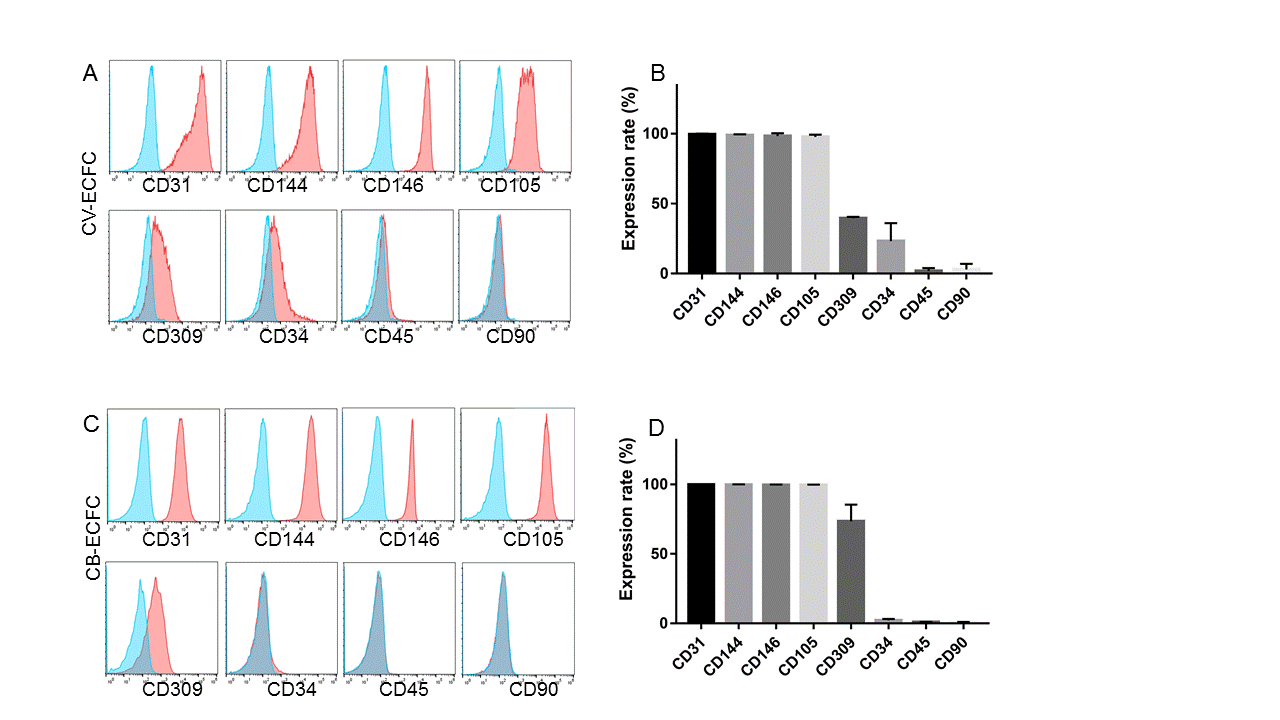 A
CV-ECFC
CD31
CD144
CD146
CD105
CD309
CD34
CD45
CD90
B
Expression rate (%)
100
50
0
CD31
CD144
CD146
CD105
CD309
CD34
CD45
CD90
C
CB-ECFC
CD31
CD144
CD146
CD105
CD309
CD34
CD45
CD90
D
Expression rate (%)
100
50
0
CD31
CD144
CD146
CD105
CD309
CD34
CD45
CD90